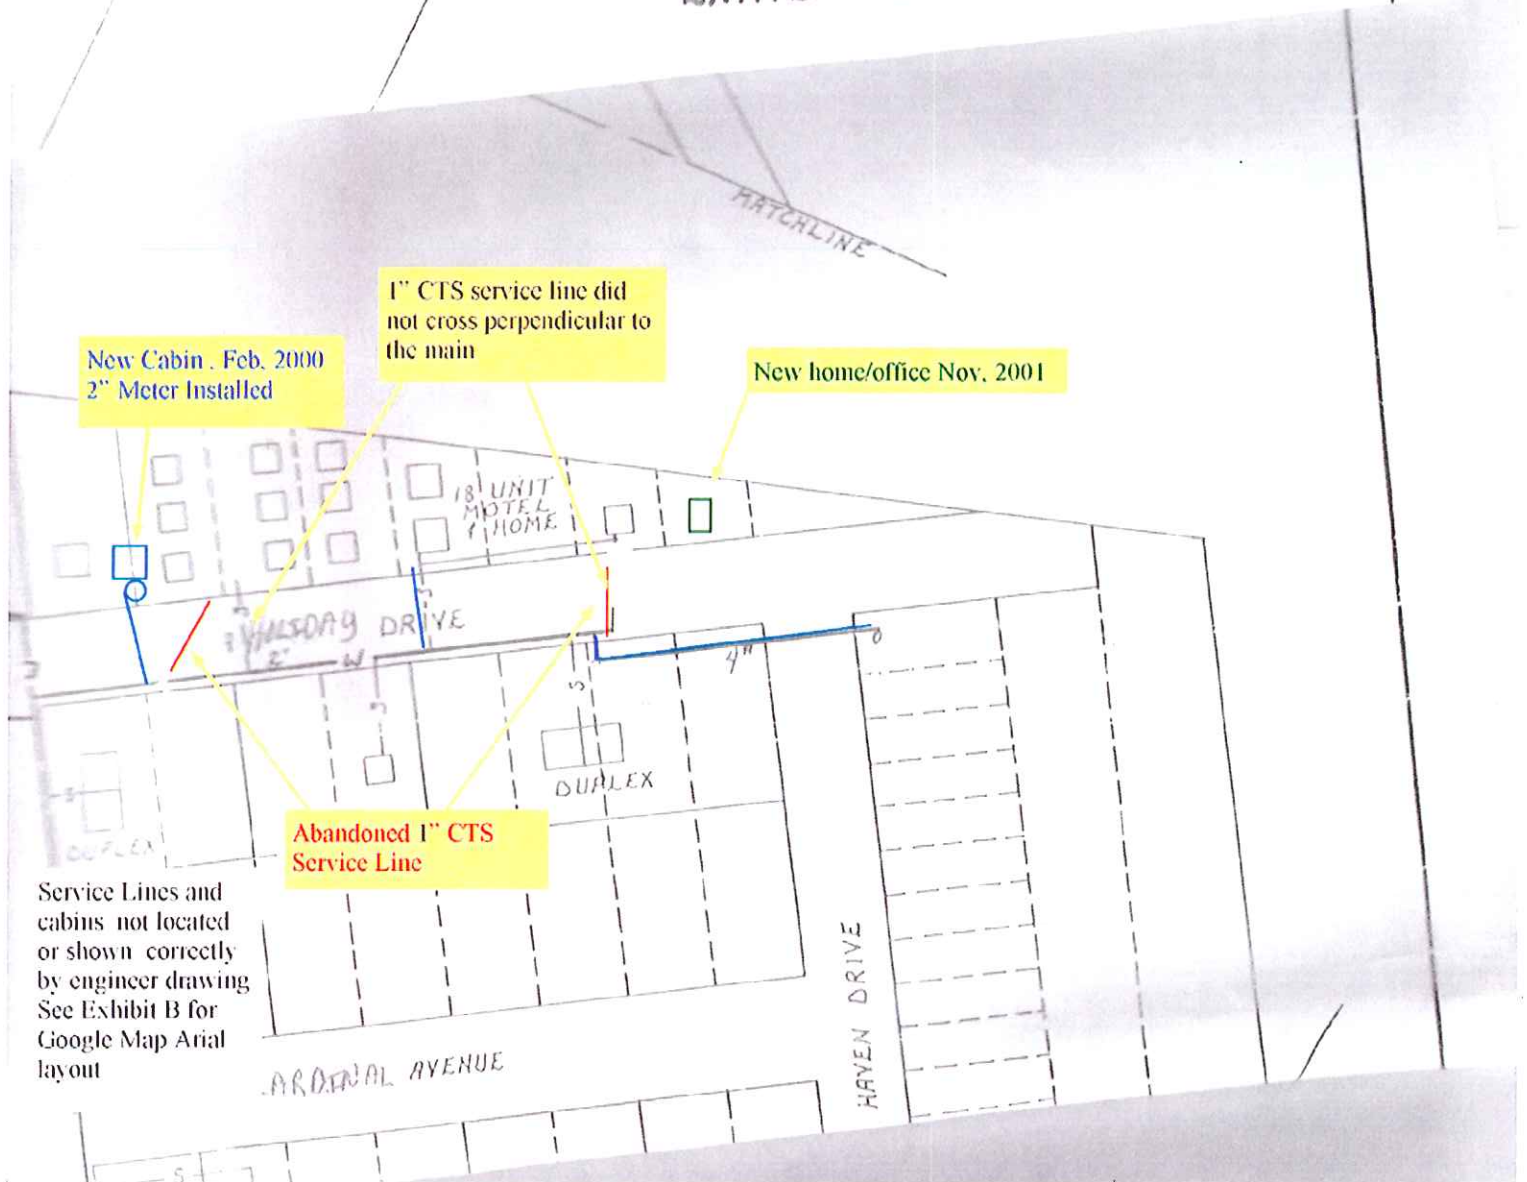 MATCHLINE
1" CTS service line did
not cross perpendicular to
the main
New Cabin . Feb, 2000
2" Meter Installed
New home/office Nov, 2001
18 UNIT
MOTEL
HOME
S
S
DRIVE
2"
W
S
S
4"
DUPLEX
S
DUPLEX
Abandoned 1" CTS
Service Line
Service Lines and
cabins not located
or shown correctly
by engineer drawing
See Exhibit B for
Google Map Arial
layout
HAVEN DRIVE
ARDINAL AVENUE
S